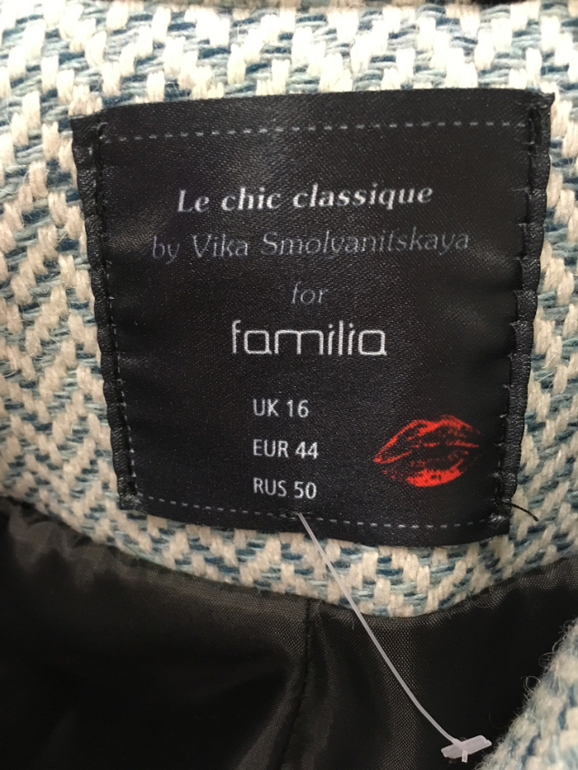 Le chic classique
by Vika Smolyanitskaya
for
familia
UK 16
EUR 44
RUS 50